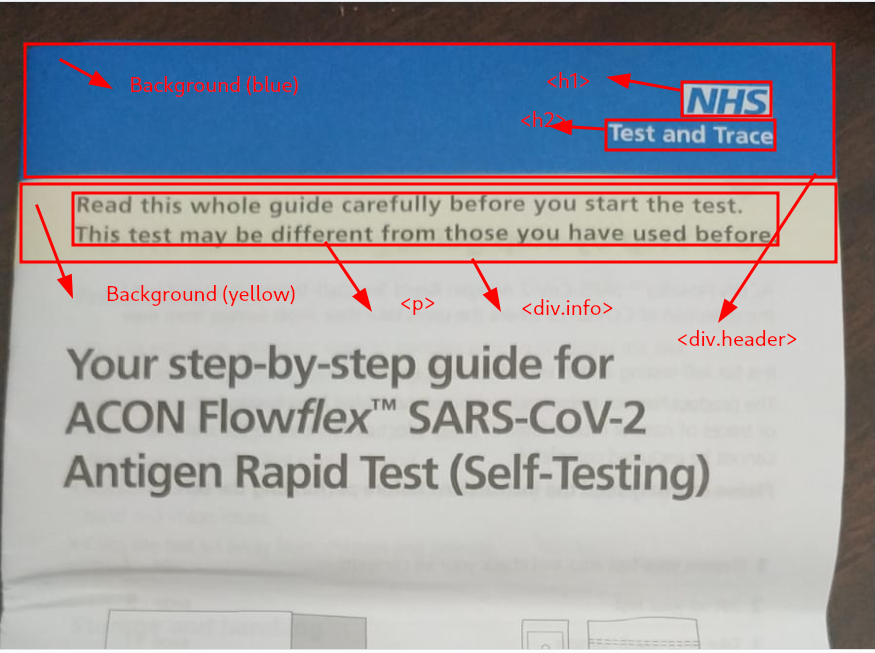 Background (blue)
<h1>
NHS
<h2>
Test and Trace
Read this whole guide carefully before you start the test.
This test may be different from those you have used before
Background (yellow)
<p>
<div.info>
<div.header>
Your step-by-step guide for
ACON Flowflex™ SARS-CoV-2
Antigen Rapid Test (Self-Testing)